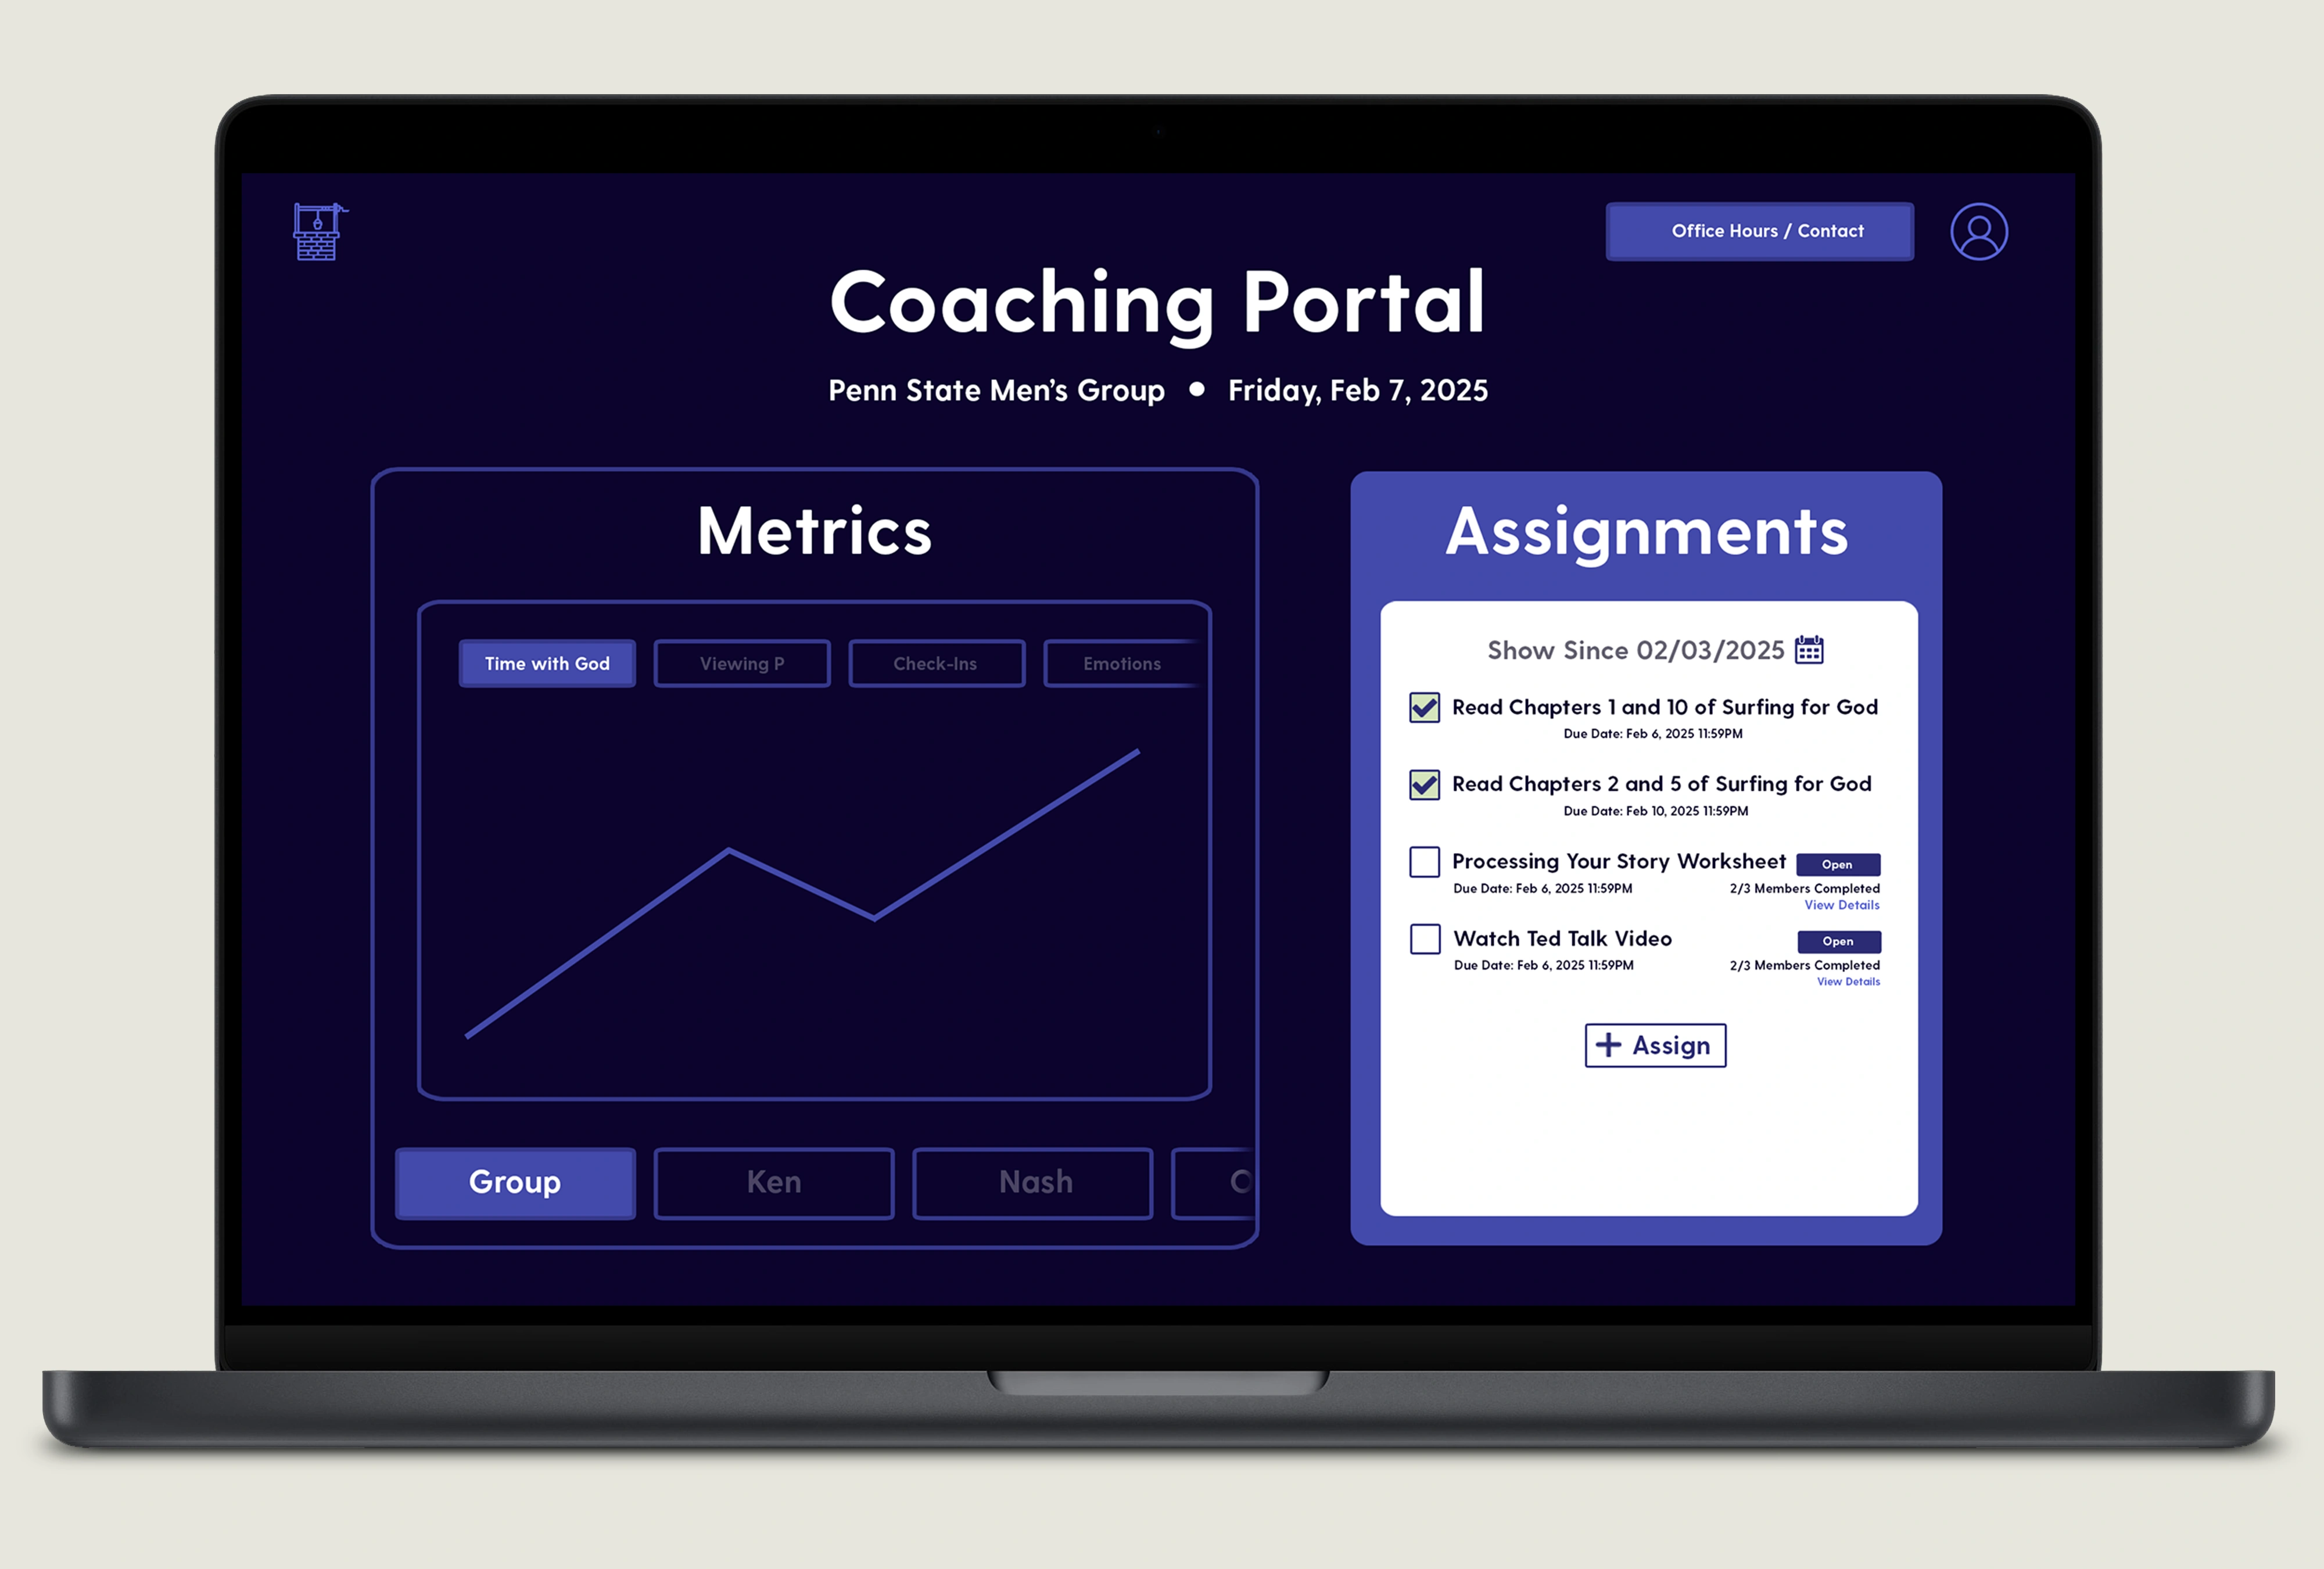 Office Hours / Contact
Coaching Portal
Penn State Men's Group • Friday, Feb 7, 2025
Metrics
Time with God
Viewing P
Check-Ins
Emotions
Group
Ken
Nash
O
Assignments
Show Since 02/03/2025
Read Chapters 1 and 10 of Surfing for God
Due Date: Feb 6, 2025 11:59PM
Read Chapters 2 and 5 of Surfing for God
Due Date: Feb 10, 2025 11:59PM
Processing Your Story Worksheet Open
Due Date: Feb 6, 2025 11:59PM 2/3 Members Completed
View Details
Watch Ted Talk Video Open
Due Date: Feb 6, 2025 11:59PM 2/3 Members Completed
View Details
+ Assign